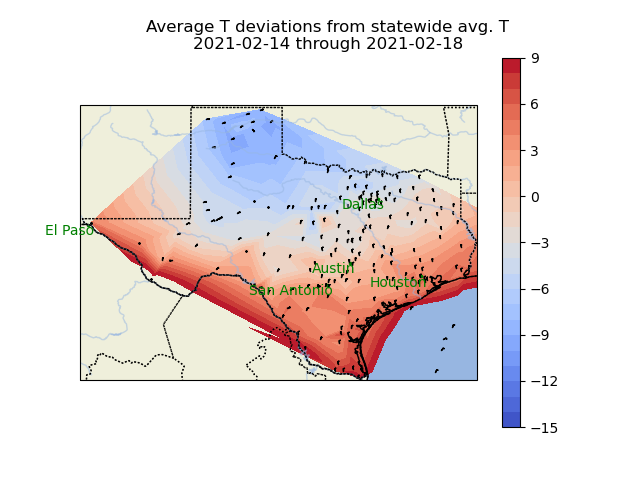 Average T deviations from statewide avg. T
2021-02-14 through 2021-02-18
9
6
3
0
−3
−6
−9
−12
−15
Dallas
El Paso
Austin
Houston
San Antonio